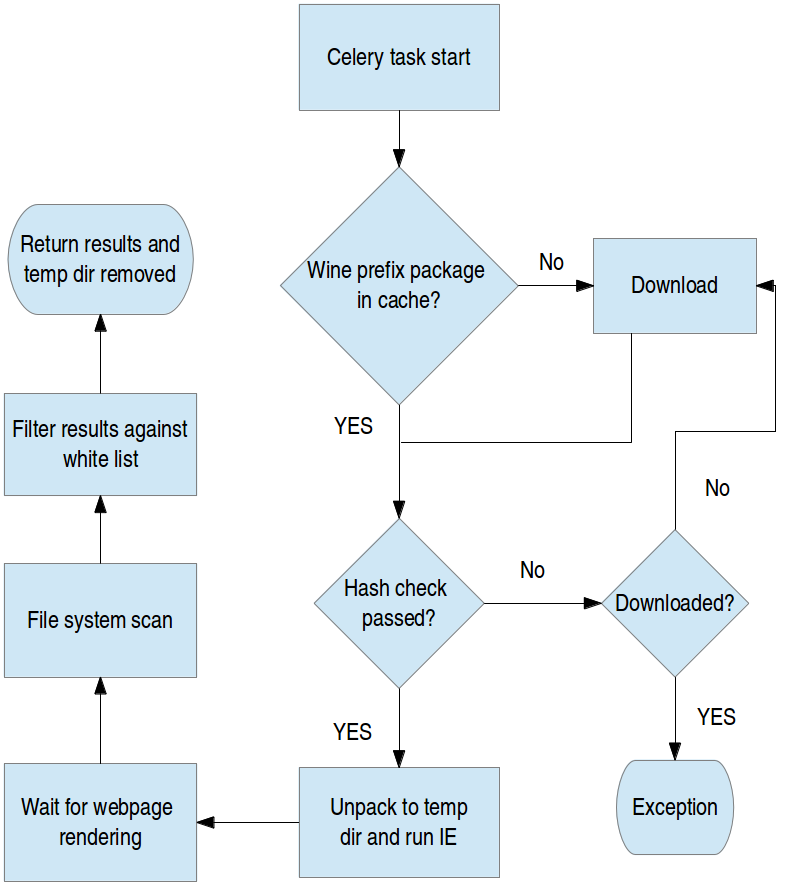 Celery task start
Wine prefix package
in cache?
No
Download
YES
Hash check
passed?
No
Downloaded?
No
YES
Exception
YES
Unpack to temp
dir and run IE
Wait for webpage
rendering
File system scan
Filter results against
white list
Return results and
temp dir removed